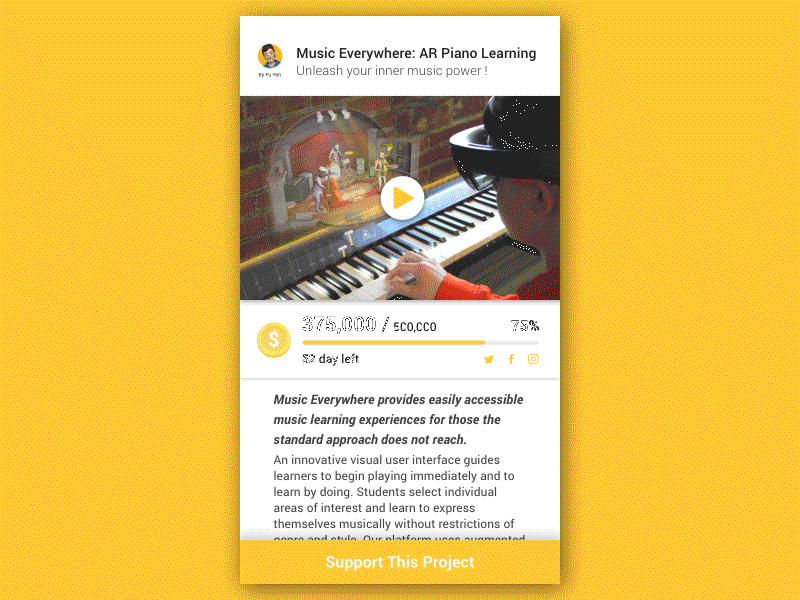 Music Everywhere: AR Piano Learning
By Fu Yen
Unleash your inner music power !
$
375,000 / 500,000
75%
52 day left
Music Everywhere provides easily accessible
music learning experiences for those the
standard approach does not reach.
An innovative visual user interface guides
learners to begin playing immediately and to
learn by doing. Students select individual
areas of interest and learn to express
themselves musically without restrictions of
genre and style. Our platform uses augmented
Support This Project